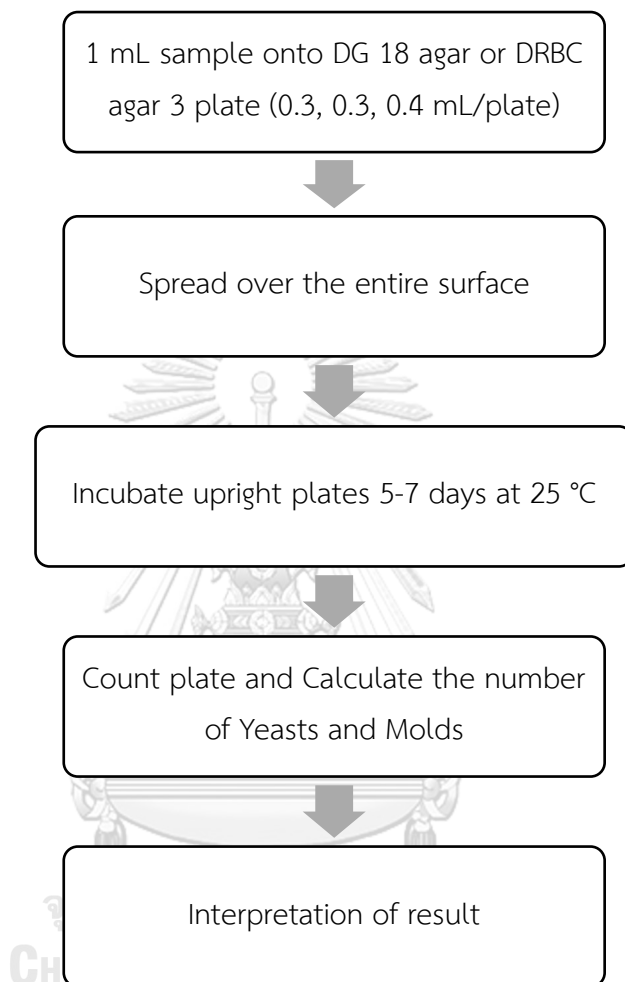 1 mL sample onto DG 18 agar or DRBC
agar 3 plate (0.3, 0.3, 0.4 mL/plate)
Spread over the entire surface
Incubate upright plates 5-7 days at 25 °C
Count plate and Calculate the number
of Yeasts and Molds
Interpretation of result